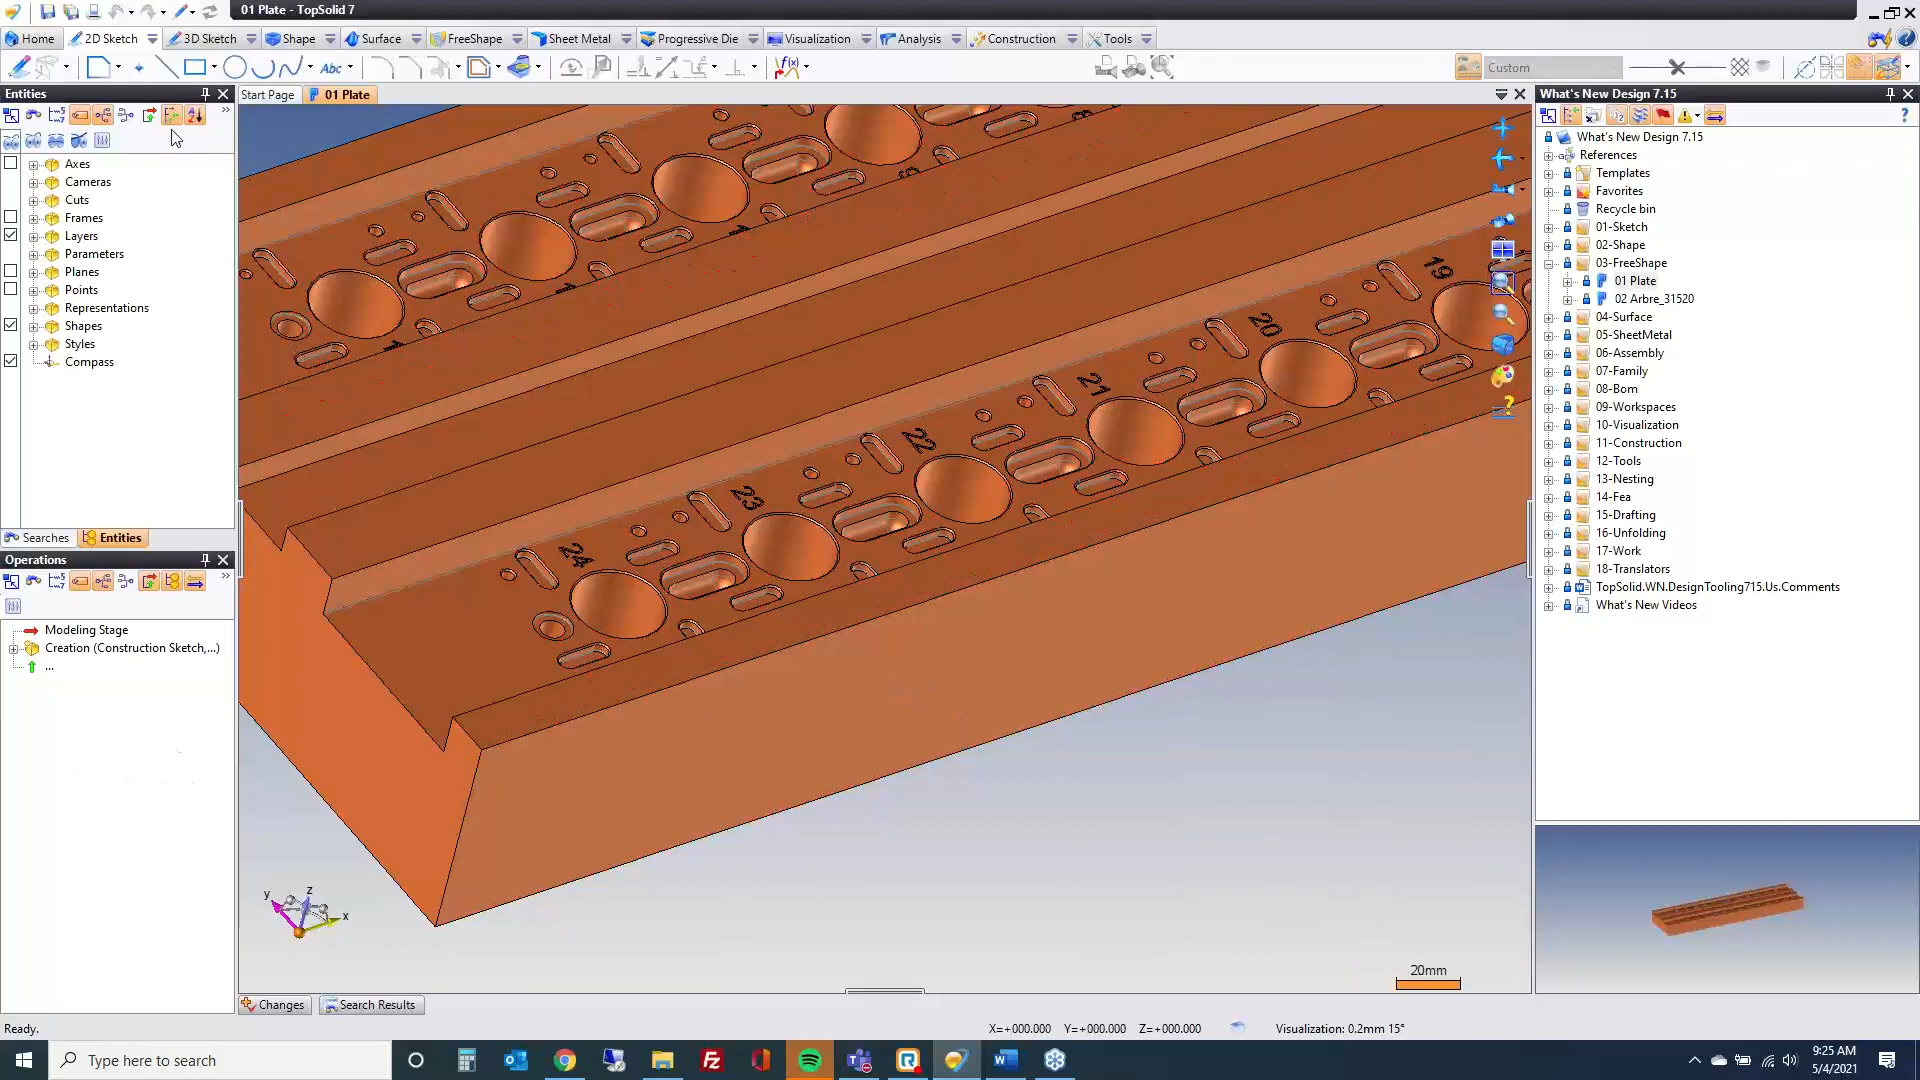 01 Plate - TopSolid 7
Home
2D Sketch
3D Sketch
Shape
Surface
FreeShape
Sheet Metal
Progressive Die
Visualization
Analysis
Construction
Tools
Abc
Custom
Entities
Start Page
01 Plate
What's New Design 7.15
Axes
Cameras
Cuts
Frames
Layers
Parameters
Planes
Points
Representations
Shapes
Styles
Compass
Searches
Entities
Operations
Modeling Stage
Creation (Construction Sketch,...)
...
19
20
21
22
23
24
z
y
x
20mm
What's New Design 7.15
References
Templates
Favorites
Recycle bin
01-Sketch
02-Shape
03-FreeShape
01 Plate
02 Arbre_31520
04-Surface
05-SheetMetal
06-Assembly
07-Family
08-Bom
09-Workspaces
10-Visualization
11-Construction
12-Tools
13-Nesting
14-Fea
15-Drafting
16-Unfolding
17-Work
18-Translators
TopSolid.WN.DesignTooling715.Us.Comments
What's New Videos
Changes
Search Results
Ready.
X=+000.000 Y=+000.000 Z=+000.000
Visualization: 0.2mm 15°
Type here to search
9:25 AM
5/4/2021